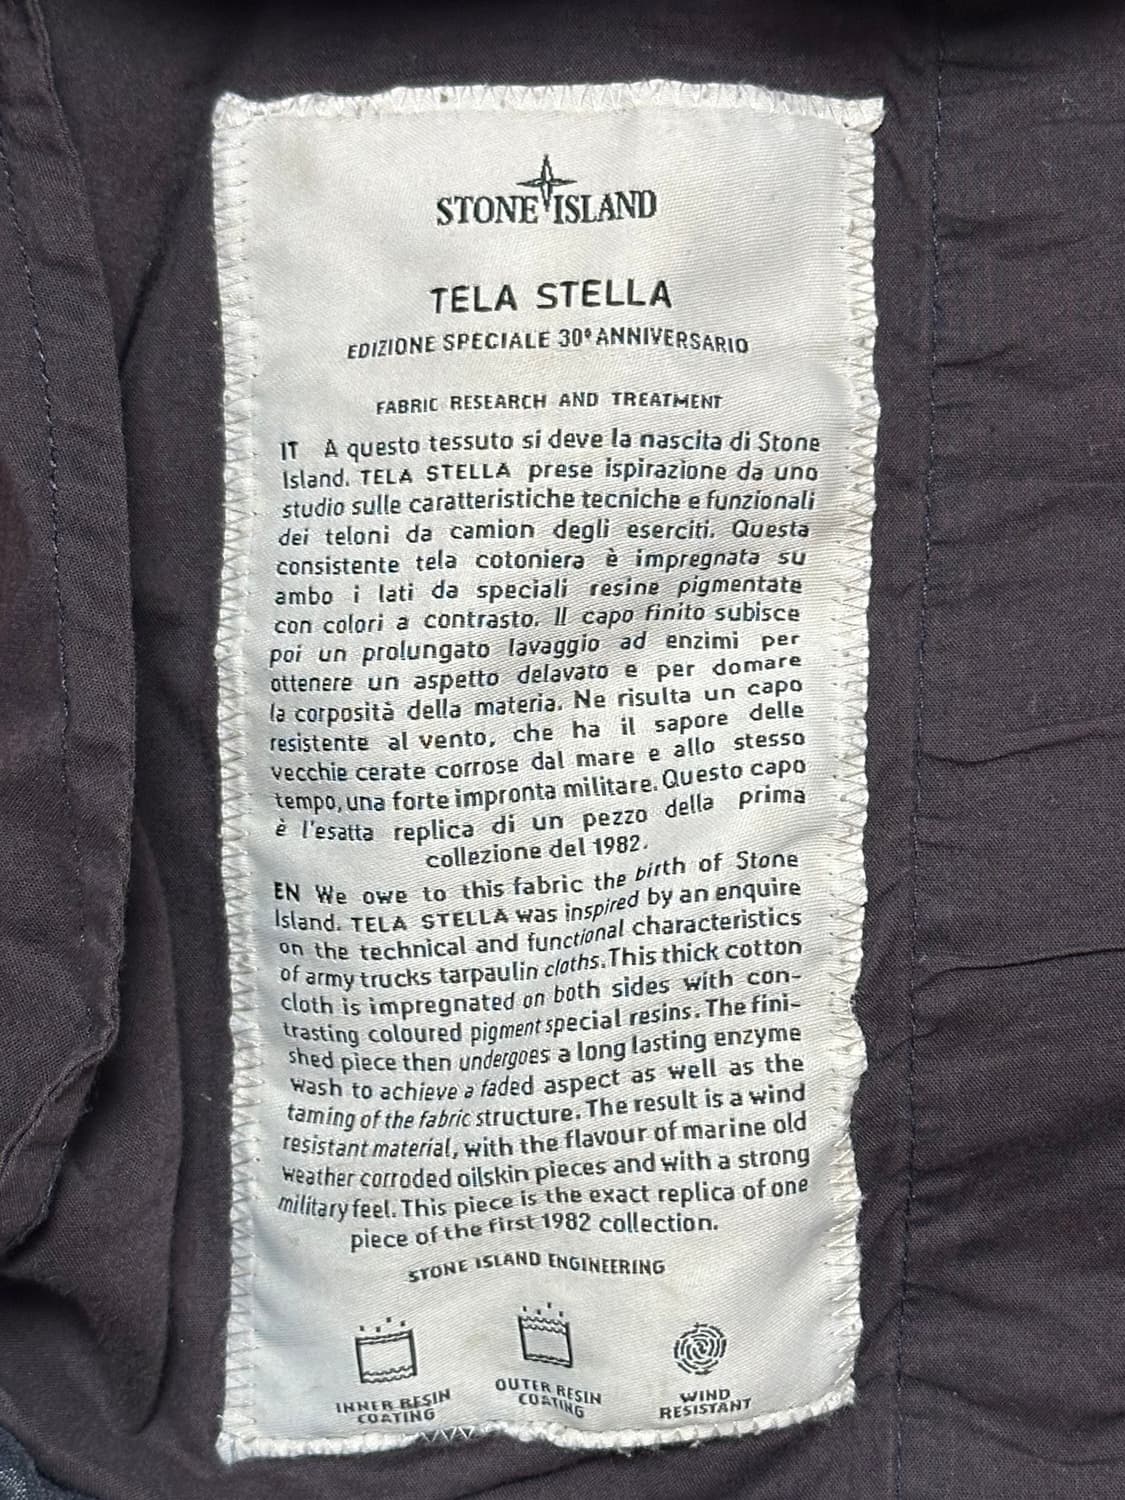 STONE ISLAND
TELA STELLA
EDIZIONE SPECIALE 30° ANNIVERSARIO
FABRIC RESEARCH AND TREATMENT
IT A questo tessuto si deve la nascita di Stone
Island. TELA STELLA prese ispirazione da uno
studio sulle caratteristiche tecniche e funzionali
dei teloni da camion degli eserciti. Questa
consistente tela cotoniera è impregnata su
ambo i lati da speciali resine pigmentate
con colori a contrasto. Il capo finito subisce
poi un prolungato lavaggio ad enzimi per
ottenere un aspetto delavato e per domare
la corposità della materia. Ne risulta un capo
resistente al vento, che ha il sapore delle
vecchie cerate corrose dal mare e allo stesso
tempo, una forte impronta militare. Questo capo
è l'esatta replica di un pezzo della prima
collezione del 1982.
EN We owe to this fabric the birth of Stone
Island. TELA STELLA was inspired by an enquire
on the technical and functional characteristics
of army trucks tarpaulin cloths. This thick cotton
cloth is impregnated on both sides with con-
trasting coloured pigment special resins. The fini-
shed piece then undergoes a long lasting enzyme
wash to achieve a faded aspect as well as the
taming of the fabric structure. The result is a wind
resistant material, with the flavour of marine old
weather corroded oilskin pieces and with a strong
military feel. This piece is the exact replica of one
piece of the first 1982 collection.
STONE ISLAND ENGINEERING
INNER RESIN
COATING
OUTER RESIN
COATING
WIND
RESISTANT